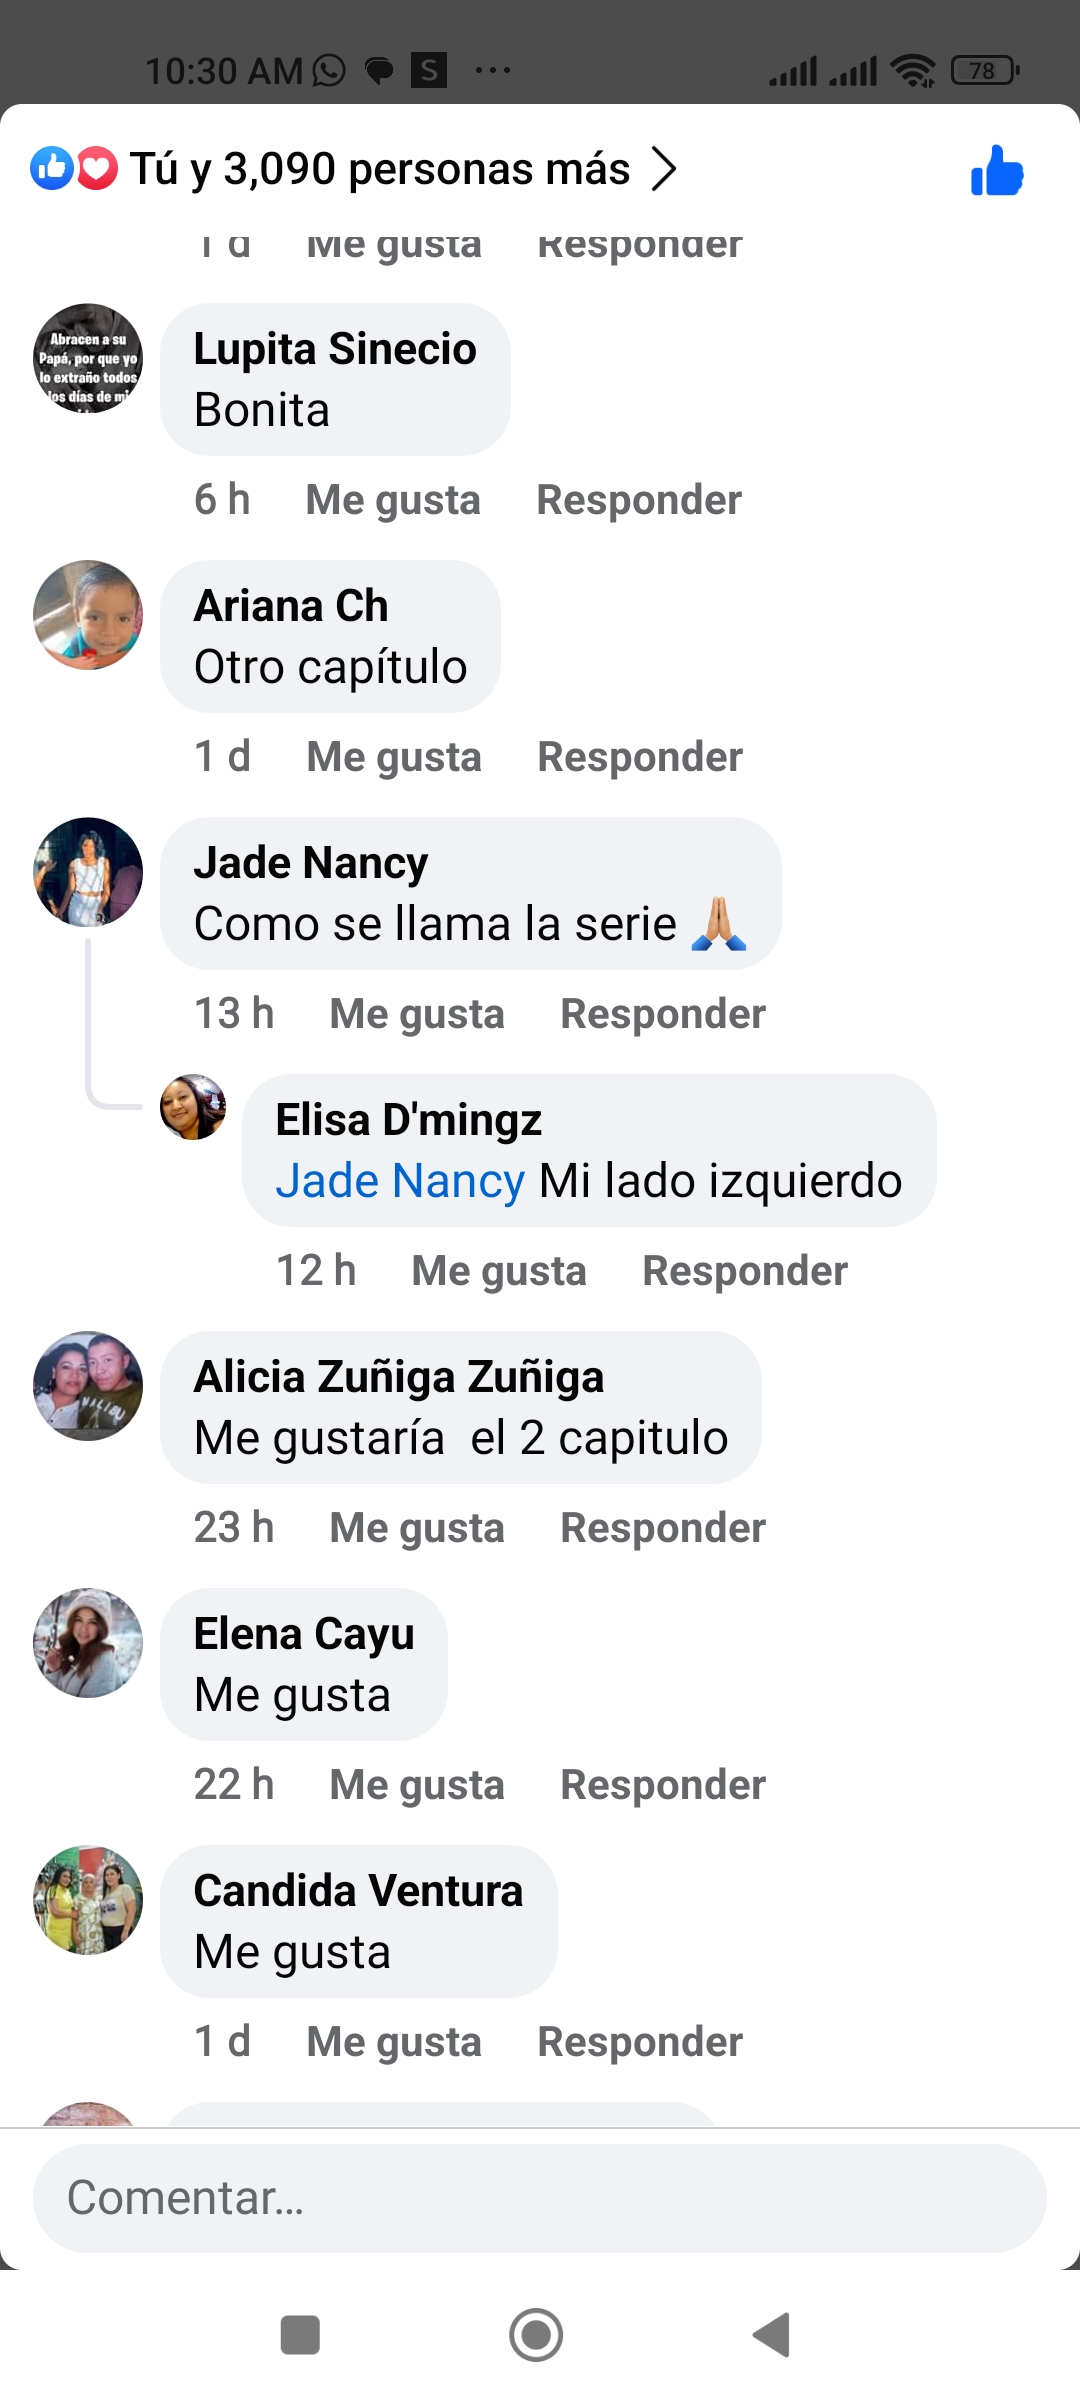 10:30 AM S ... 78
Tú y 3,090 personas más
1 d Me gusta Responder
Abracen a su
Papá, por que yo
lo extraño todos
los días de mi
Lupita Sinecio
Bonita
6 h Me gusta Responder
Ariana Ch
Otro capítulo
1 d Me gusta Responder
Jade Nancy
Como se llama la serie 🙏🏼
13 h Me gusta Responder
Elisa D'mingz
Jade Nancy Mi lado izquierdo
12 h Me gusta Responder
MALIBU
Alicia Zuñiga Zuñiga
Me gustaría  el 2 capitulo
23 h Me gusta Responder
Elena Cayu
Me gusta
22 h Me gusta Responder
Candida Ventura
Me gusta
1 d Me gusta Responder
Comentar...